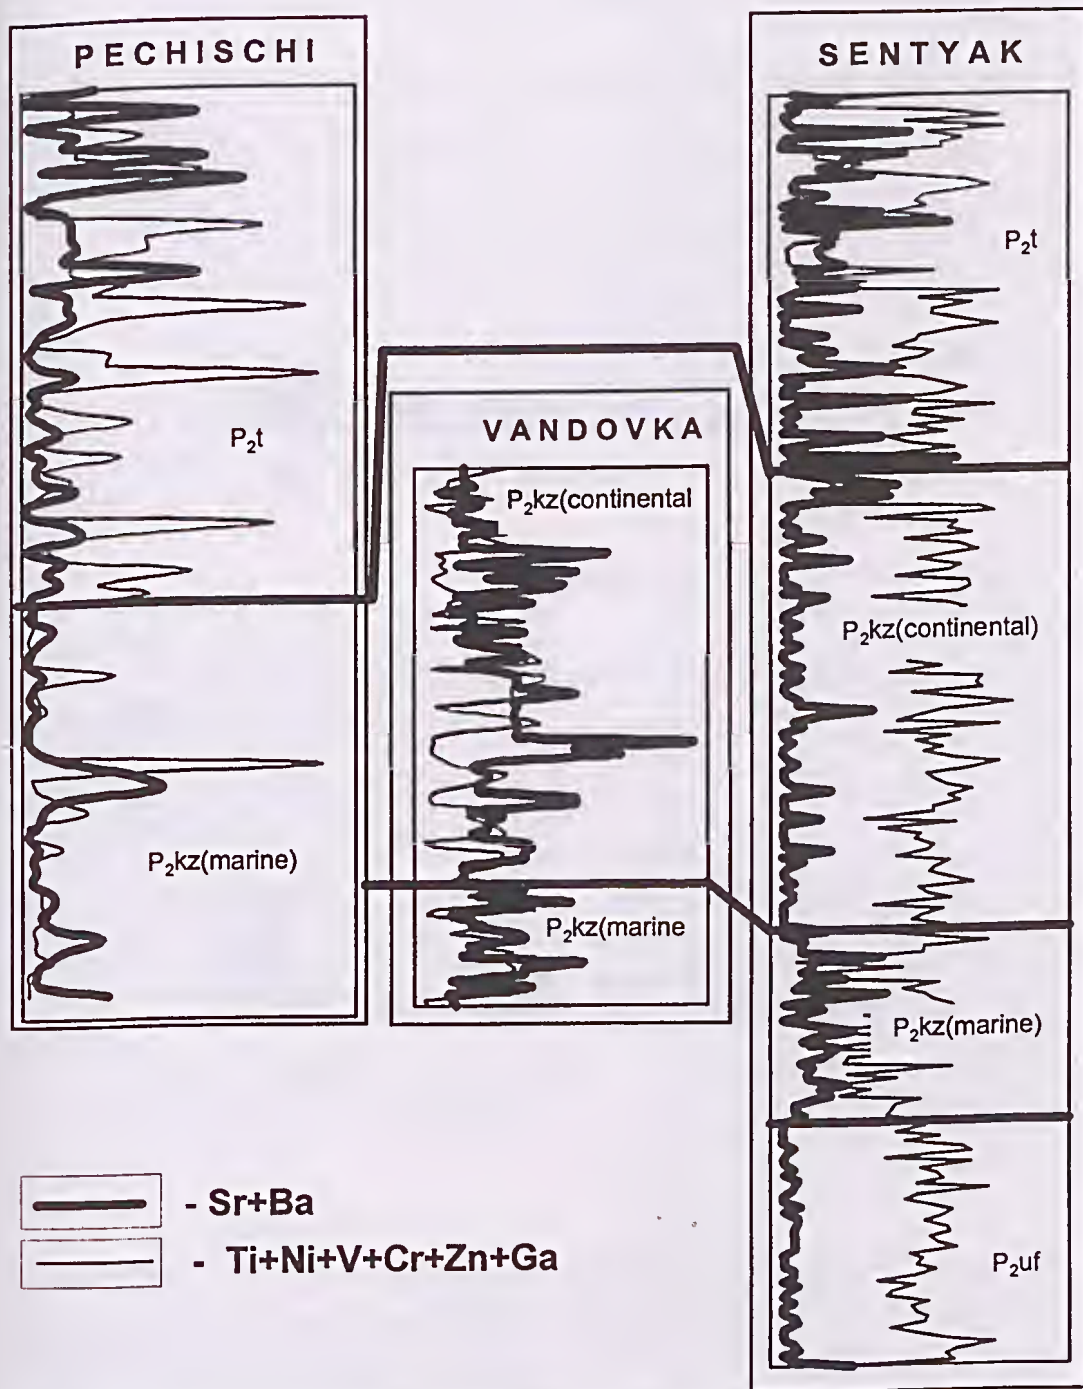 PECHISCHI
P₂t
P₂kz(marine)
VANDOVKA
P₂kz(continental
P₂kz(marine
SENTYAK
P₂t
P₂kz(continental)
P₂kz(marine)
P₂uf
- Sr+Ba
- Ti+Ni+V+Cr+Zn+Ga